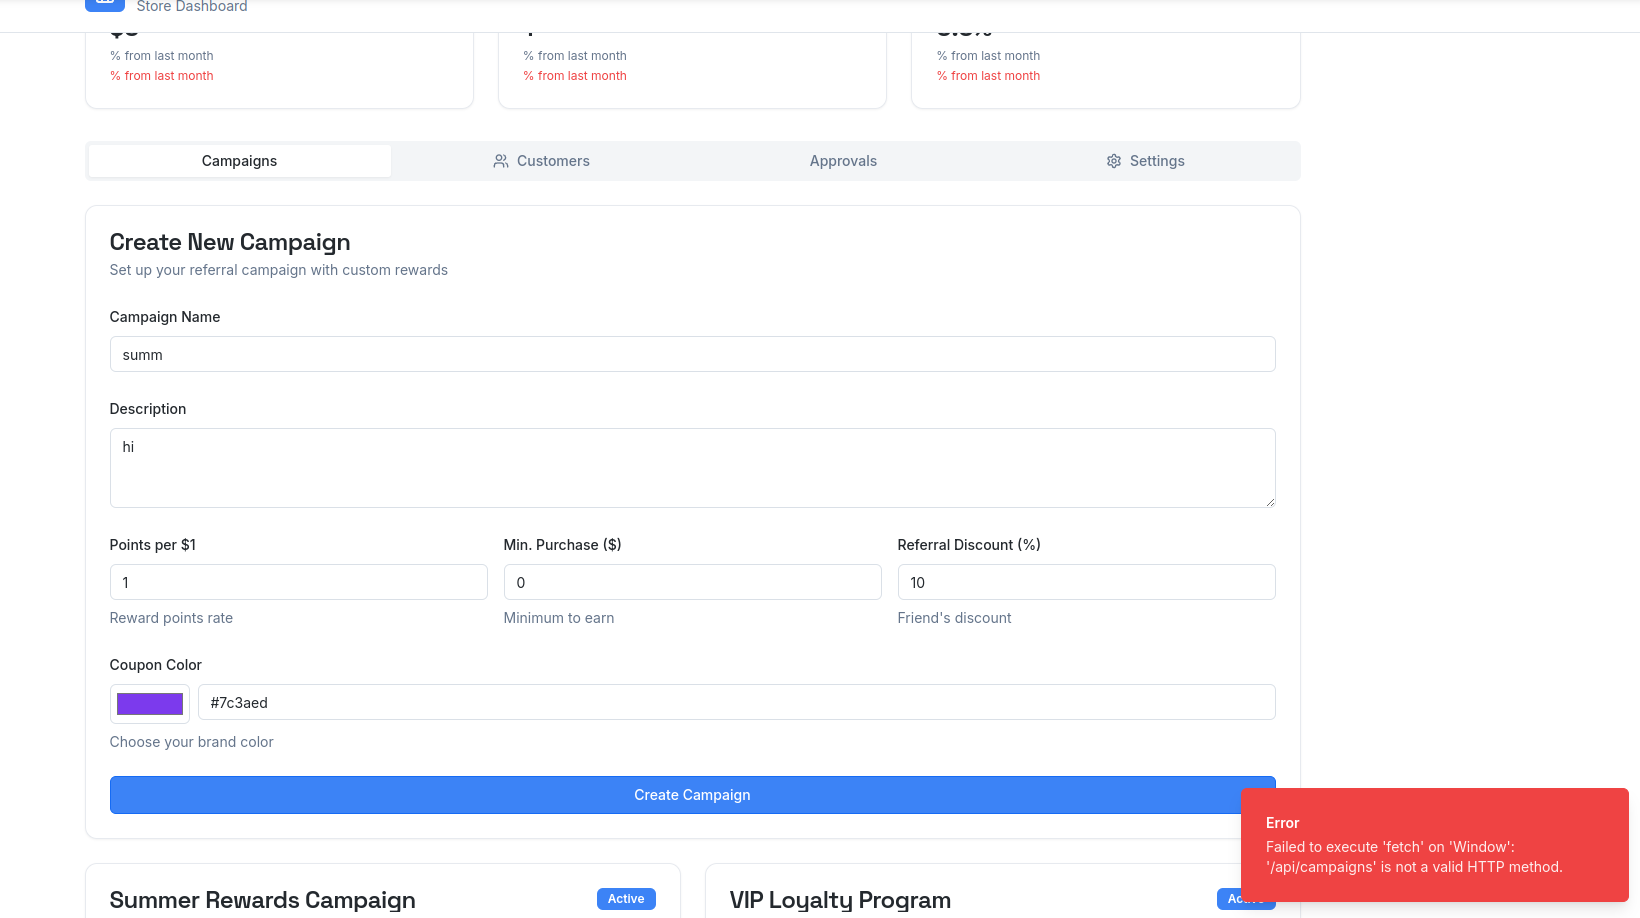 Store Dashboard
% from last month
% from last month
% from last month
% from last month
% from last month
% from last month
Campaigns
Customers
Approvals
Settings
Create New Campaign
Set up your referral campaign with custom rewards
Campaign Name
summ
Description
hi
Points per $1
Min. Purchase ($)
Referral Discount (%)
1
0
10
Reward points rate
Minimum to earn
Friend's discount
Coupon Color
#7c3aed
Choose your brand color
Create Campaign
Error
Failed to execute 'fetch' on 'Window':
'/api/campaigns' is not a valid HTTP method.
Summer Rewards Campaign
Active
VIP Loyalty Program